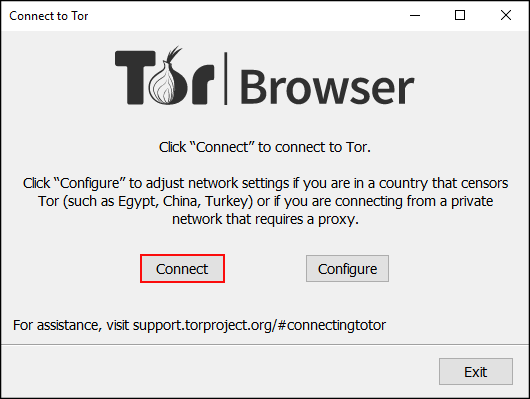 Connect to Tor
Tor Browser
Click “Connect” to connect to Tor.
Click “Configure” to adjust network settings if you are in a country that censors
Tor (such as Egypt, China, Turkey) or if you are connecting from a private
network that requires a proxy.
Connect Configure
For assistance, visit support.torproject.org/#connectingtotor
Exit